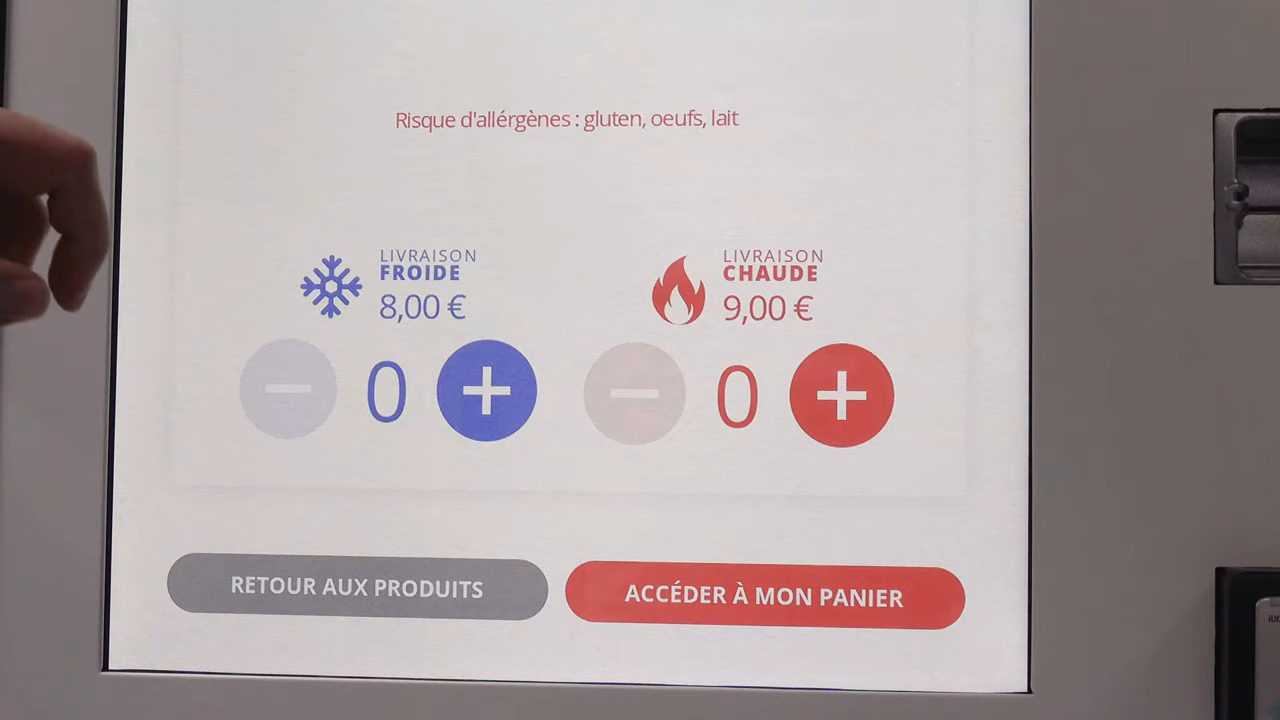 Risque d'allérgènes : gluten, oeufs, lait
LIVRAISON
FROIDE
8,00 €
LIVRAISON
CHAUDE
9,00 €
0
0
RETOUR AUX PRODUITS
ACCÉDER À MON PANIER